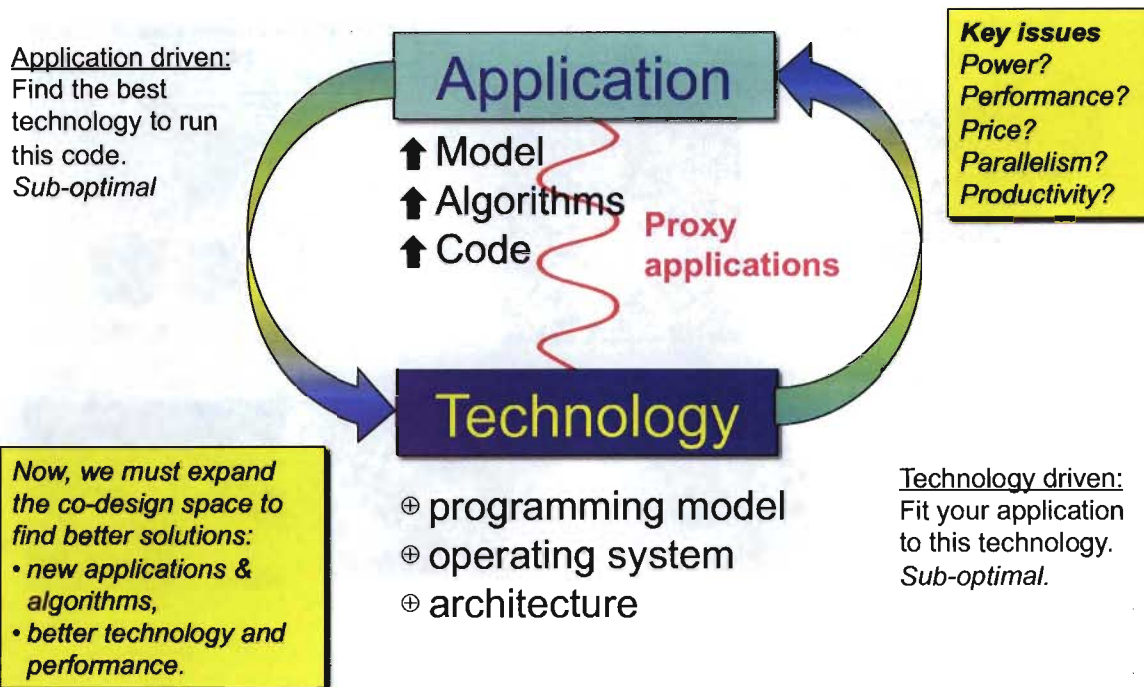 Application driven:
Find the best
technology to run
this code.
Sub-optimal
Application
⬆ Model
⬆ Algorithms
⬆ Code
Proxy
applications
Key issues
Power?
Performance?
Price?
Parallelism?
Productivity?
Technology
⊕ programming model
⊕ operating system
⊕ architecture
Now, we must expand
the co-design space to
find better solutions:
• new applications &
algorithms,
• better technology and
performance.
Technology driven:
Fit your application
to this technology.
Sub-optimal.